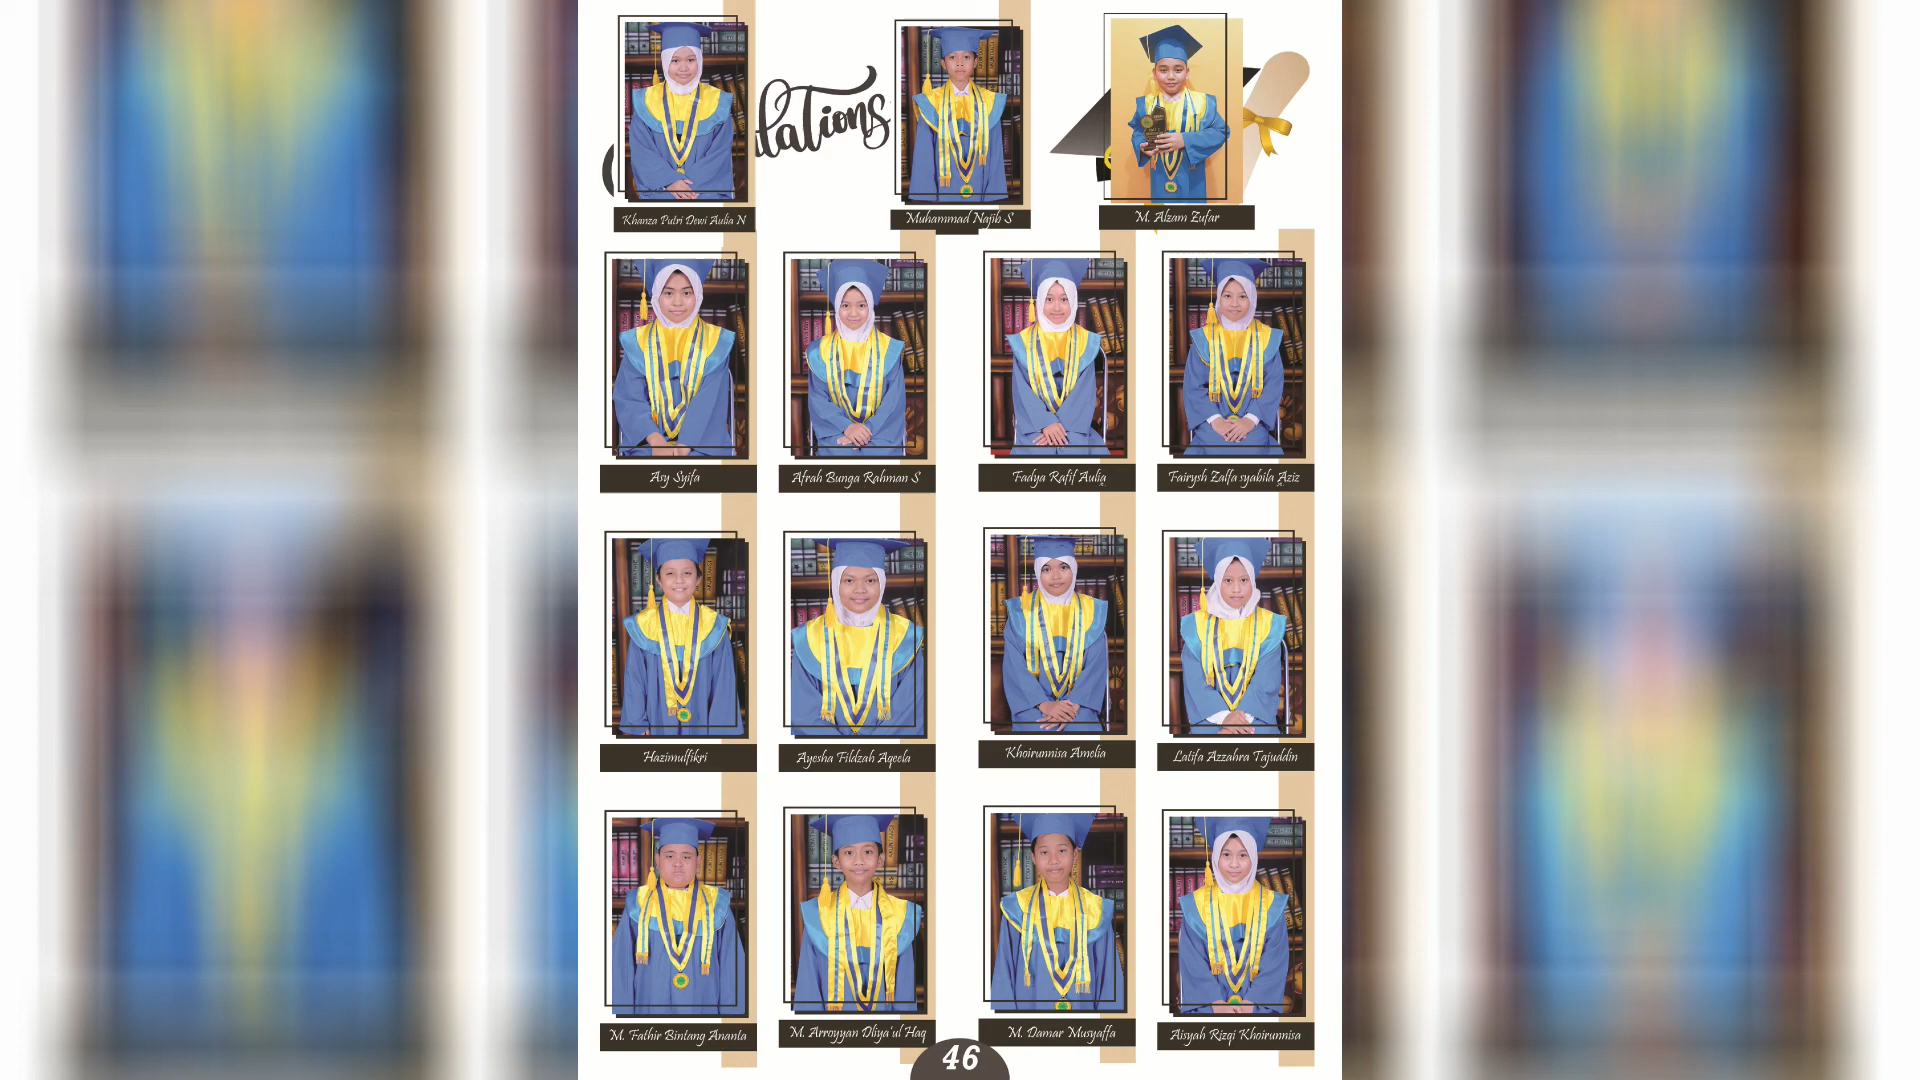 lations
Khanza Putri Dewi Aulia N
Muhammad Najib S
M. Alzam Zufar
Asy Syifa
Afrah Bunga Rahman S
Fadya Rafif Aulia
Fairysh Zalfa syabila Aziz
Hazimulfikri
Ayesha Fildzah Aqeela
Khoirunnisa Amelia
Latifa Azzahra Tajuddin
M. Fathir Bintang Ananta
M. Arroyyan Dliya'ul Haq
M. Damar Musyaffa
Aisyah Rizqi Khoirunnisa
46